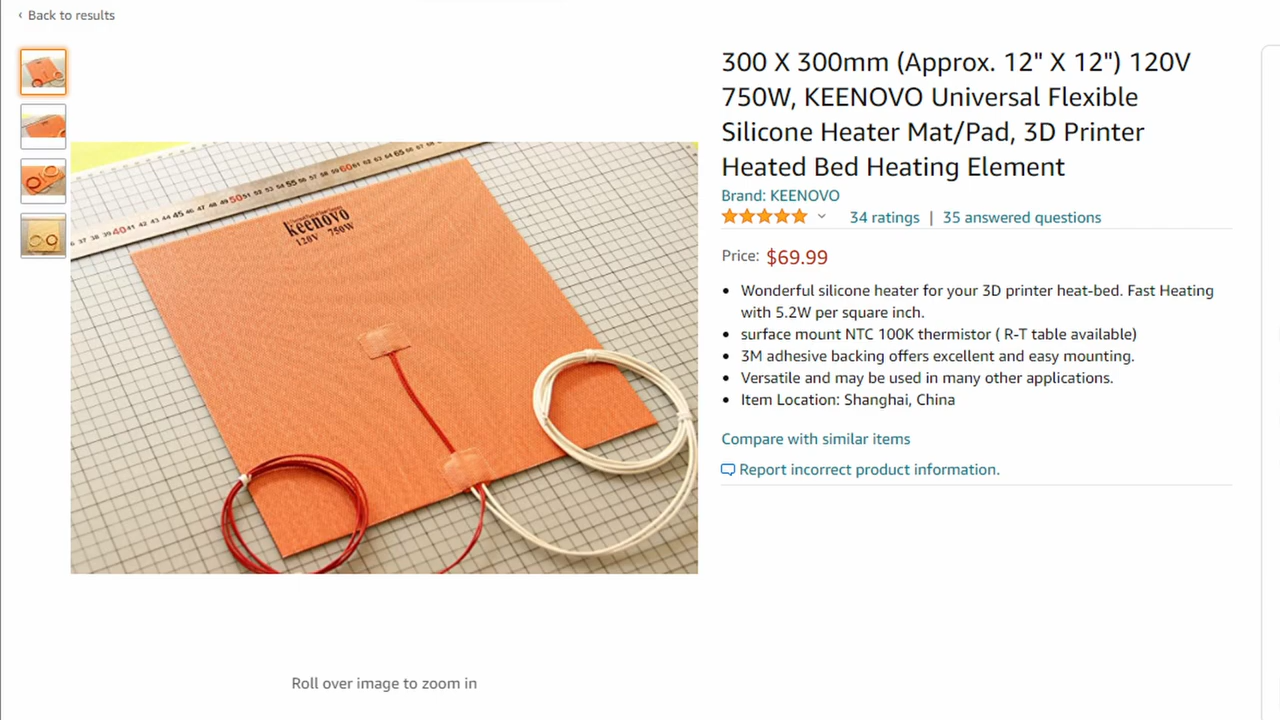 ‹ Back to results
300 X 300mm (Approx. 12" X 12") 120V
750W, KEENOVO Universal Flexible
Silicone Heater Mat/Pad, 3D Printer
Heated Bed Heating Element
Brand: KEENOVO
34 ratings | 35 answered questions
Price: $69.99
• Wonderful silicone heater for your 3D printer heat-bed. Fast Heating
with 5.2W per square inch.
• surface mount NTC 100K thermistor ( R-T table available)
• 3M adhesive backing offers excellent and easy mounting.
• Versatile and may be used in many other applications.
• Item Location: Shanghai, China
Compare with similar items
Report incorrect product information.
keenovo
120V 750W
Roll over image to zoom in